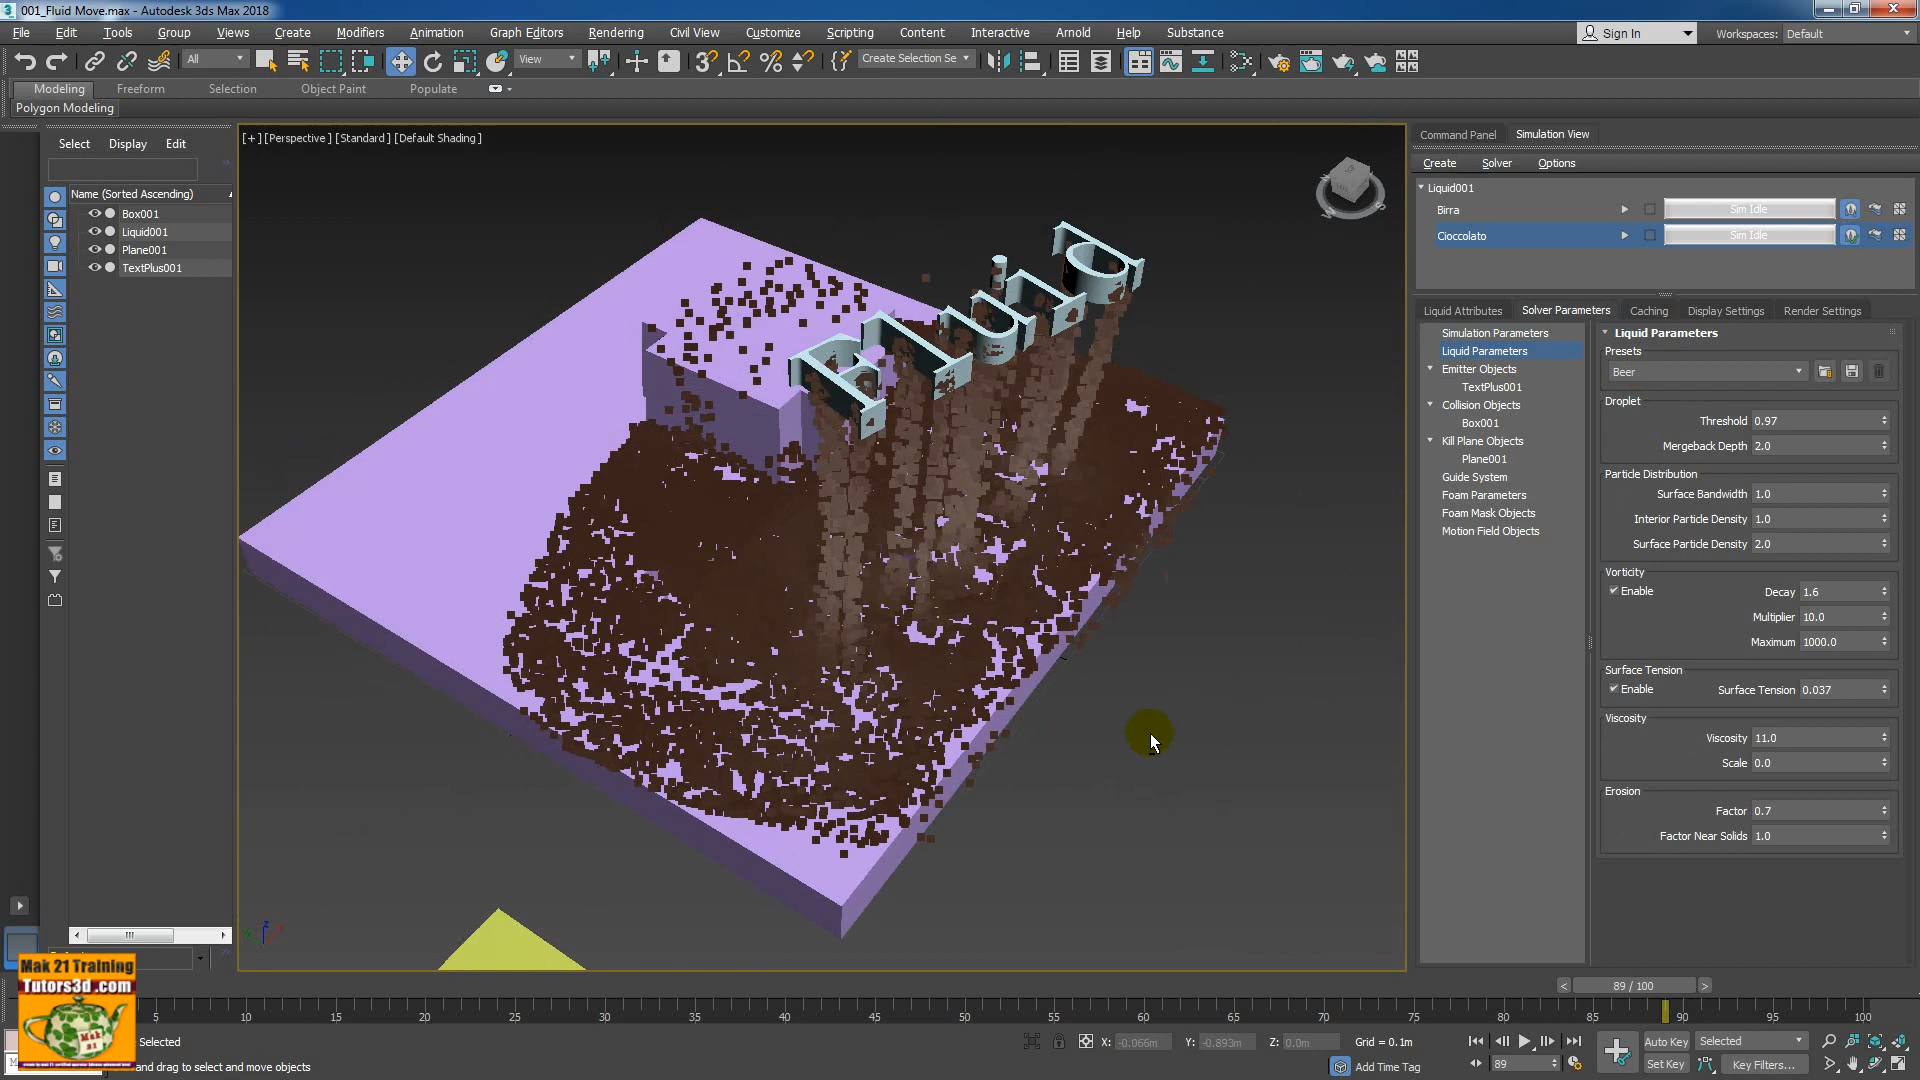 001_Fluid Move.max - Autodesk 3ds Max 2018
File Edit Tools Group Views Create Modifiers Animation Graph Editors Rendering Civil View Customize Scripting Content Interactive Arnold Help Substance
Sign In Workspaces: Default
All View Create Selection Se
Modeling Freeform Selection Object Paint Populate
Polygon Modeling
Select Display Edit
Name (Sorted Ascending)
Box001
Liquid001
Plane001
TextPlus001
[+] [Perspective] [Standard] [Default Shading]
Fluid
Command Panel Simulation View
Create Solver Options
Liquid001
Birra Sim Idle
Cioccolato Sim Idle
Liquid Attributes Solver Parameters Caching Display Settings Render Settings
Simulation Parameters
Liquid Parameters
Emitter Objects
TextPlus001
Collision Objects
Box001
Kill Plane Objects
Plane001
Guide System
Foam Parameters
Foam Mask Objects
Motion Field Objects
Liquid Parameters
Presets
Beer
Droplet
Threshold 0.97
Mergeback Depth 2.0
Particle Distribution
Surface Bandwidth 1.0
Interior Particle Density 1.0
Surface Particle Density 2.0
Vorticity
Enable Decay 1.6
Multiplier 10.0
Maximum 1000.0
Surface Tension
Enable Surface Tension 0.037
Viscosity
Viscosity 11.0
Scale 0.0
Erosion
Factor 0.7
Factor Near Solids 1.0
< 89 / 100 >
5 10 15 20 25 30 35 40 45 50 55 60 65 70 75 80 85 90 95 100
Mak 21 Training
Tutors3d .com
Mak
21
Selected
X: -0.066m Y: -0.893m Z: 0.0m Grid = 0.1m
and drag to select and move objects
Add Time Tag
89
Auto Key Selected
Set Key Key Filters...